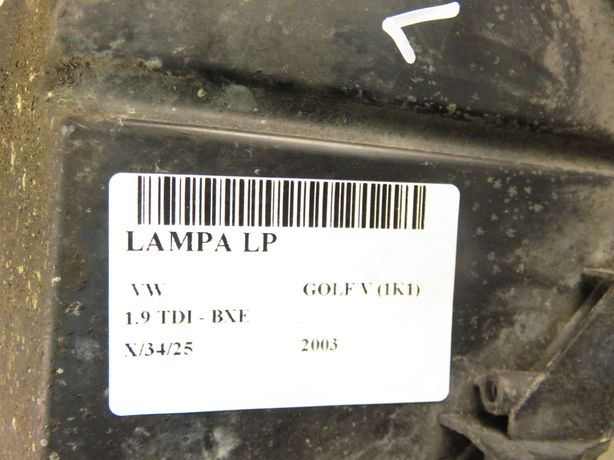 LAMPA LP
VW GOLF V (1K1)
1.9 TDI - BXE
X/34/25 2003